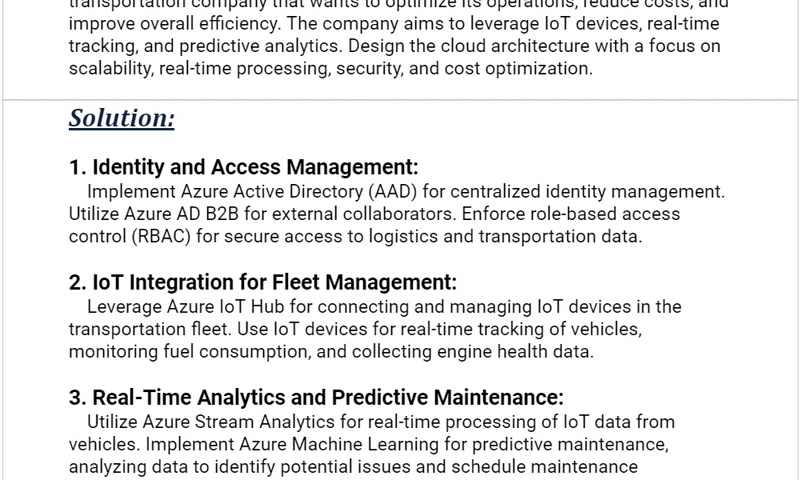 transportation company that wants to optimize its operations, reduce costs, and
improve overall efficiency. The company aims to leverage IoT devices, real-time
tracking, and predictive analytics. Design the cloud architecture with a focus on
scalability, real-time processing, security, and cost optimization.
Solution:
1. Identity and Access Management:
Implement Azure Active Directory (AAD) for centralized identity management.
Utilize Azure AD B2B for external collaborators. Enforce role-based access
control (RBAC) for secure access to logistics and transportation data.
2. IoT Integration for Fleet Management:
Leverage Azure IoT Hub for connecting and managing IoT devices in the
transportation fleet. Use IoT devices for real-time tracking of vehicles,
monitoring fuel consumption, and collecting engine health data.
3. Real-Time Analytics and Predictive Maintenance:
Utilize Azure Stream Analytics for real-time processing of IoT data from
vehicles. Implement Azure Machine Learning for predictive maintenance,
analyzing data to identify potential issues and schedule maintenance